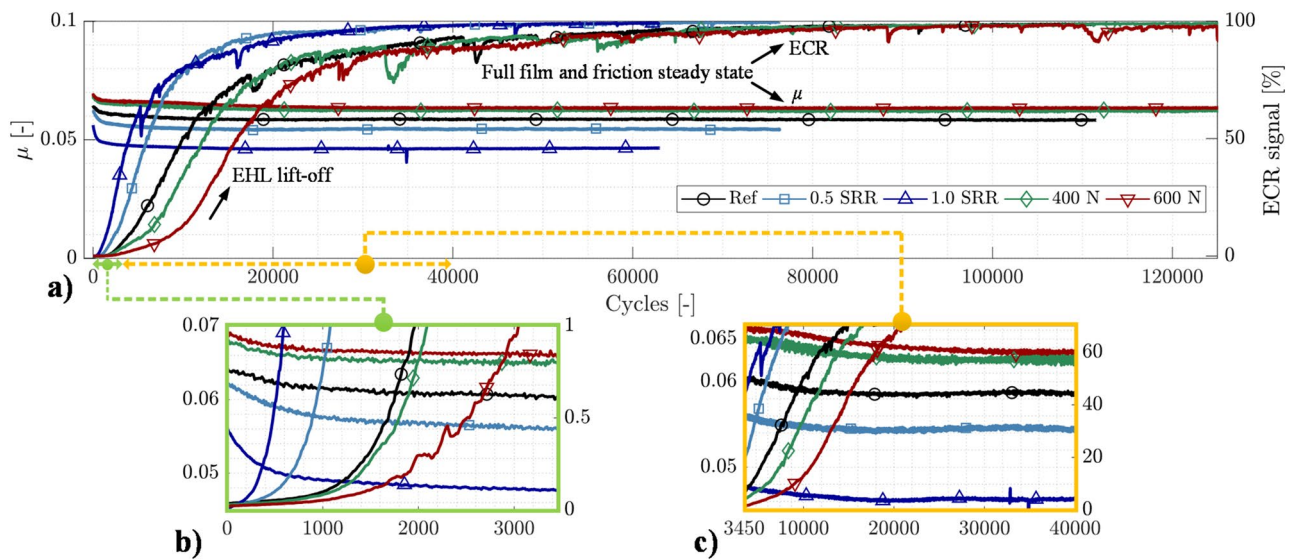 0.1
0.05
0
μ [-]
100
50
0
ECR signal [%]
ECR
Full film and friction steady state
μ
EHL lift-off
Ref 0.5 SRR 1.0 SRR 400 N 600 N
0 20000 40000 60000 80000 100000 120000
Cycles [-]
a)
0.07
0.06
0.05
1
0.5
0
0 1000 2000 3000
b)
0.065
0.06
0.05
60
40
20
0
3450 10000 20000 30000 40000
c)